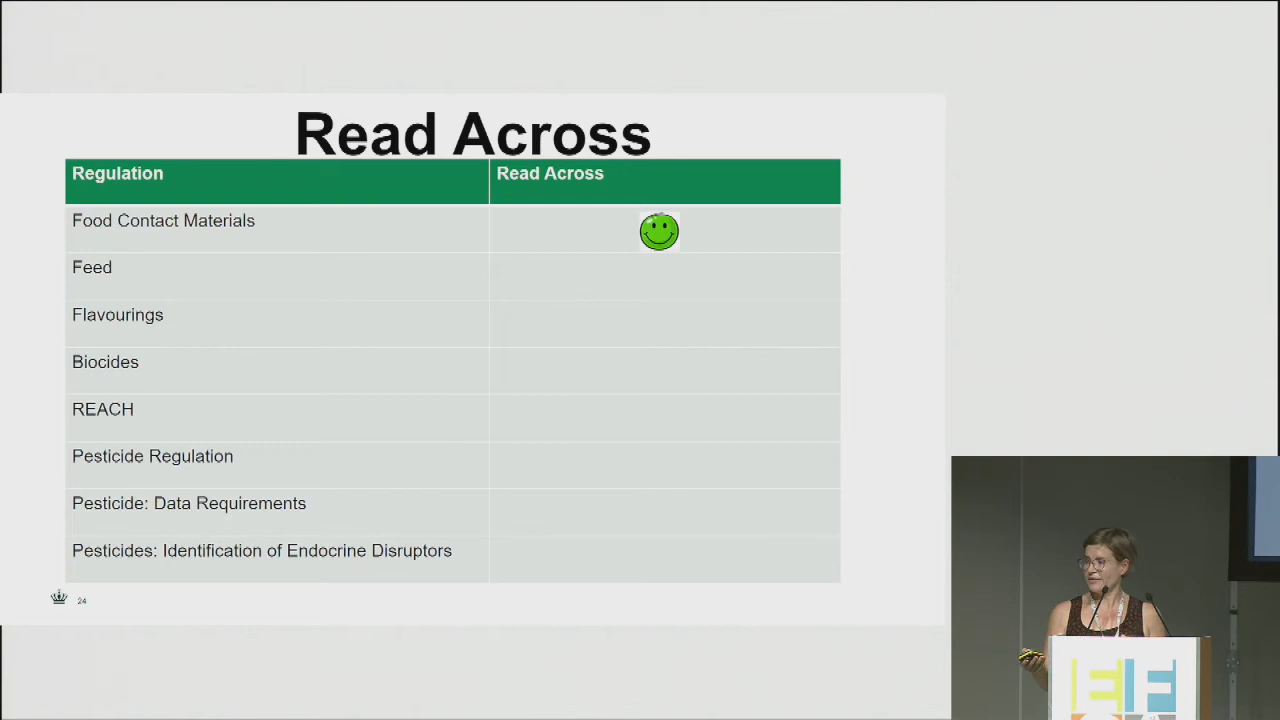 Read Across
Regulation
Read Across
Food Contact Materials
Feed
Flavourings
Biocides
REACH
Pesticide Regulation
Pesticide: Data Requirements
Pesticides: Identification of Endocrine Disruptors
24